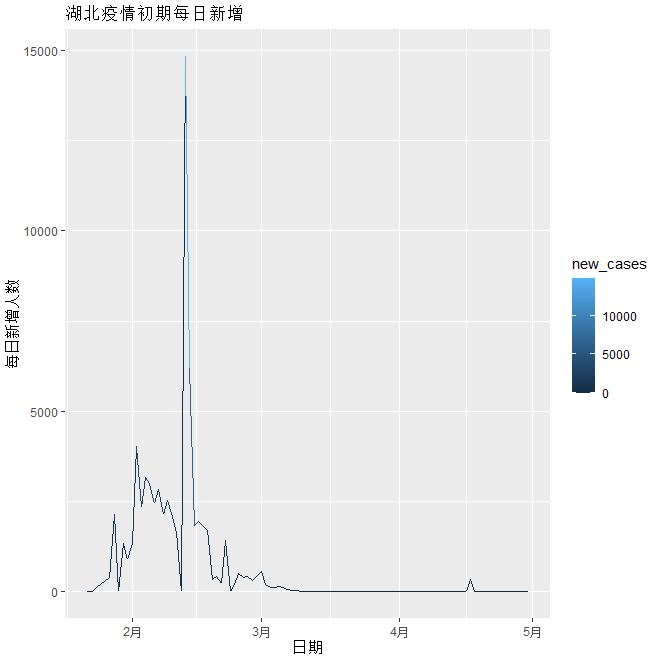 湖北疫情初期每日新增
15000
10000
5000
0
每日新增人数
2月
3月
4月
5月
日期
new_cases
10000
5000
0